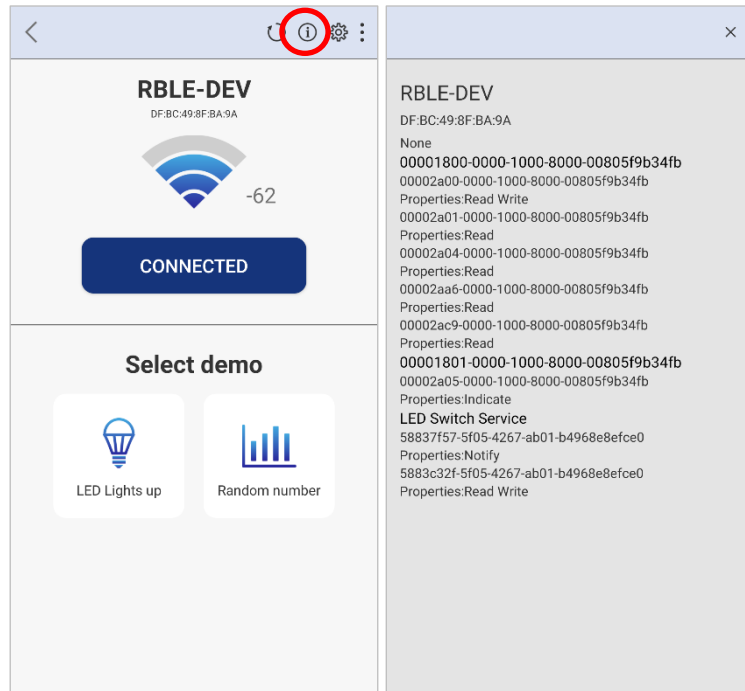 RBLE-DEV
DF:BC:49:8F:BA:9A
-62
CONNECTED
Select demo
LED Lights up
Random number
RBLE-DEV
DF:BC:49:8F:BA:9A
None
00001800-0000-1000-8000-00805f9b34fb
00002a00-0000-1000-8000-00805f9b34fb
Properties:Read Write
00002a01-0000-1000-8000-00805f9b34fb
Properties:Read
00002a04-0000-1000-8000-00805f9b34fb
Properties:Read
00002aa6-0000-1000-8000-00805f9b34fb
Properties:Read
00002ac9-0000-1000-8000-00805f9b34fb
Properties:Read
00001801-0000-1000-8000-00805f9b34fb
00002a05-0000-1000-8000-00805f9b34fb
Properties:Indicate
LED Switch Service
58837f57-5f05-4267-ab01-b4968e8efce0
Properties:Notify
5883c32f-5f05-4267-ab01-b4968e8efce0
Properties:Read Write